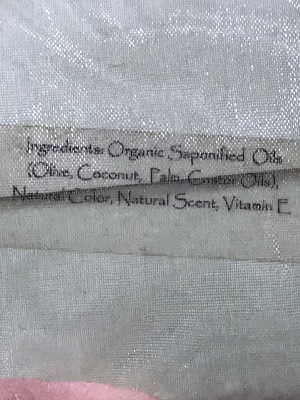 Ingredients: Organic Saponified Oils
(Olive, Coconut, Palm, Castor Oils),
Natural Color, Natural Scent, Vitamin E